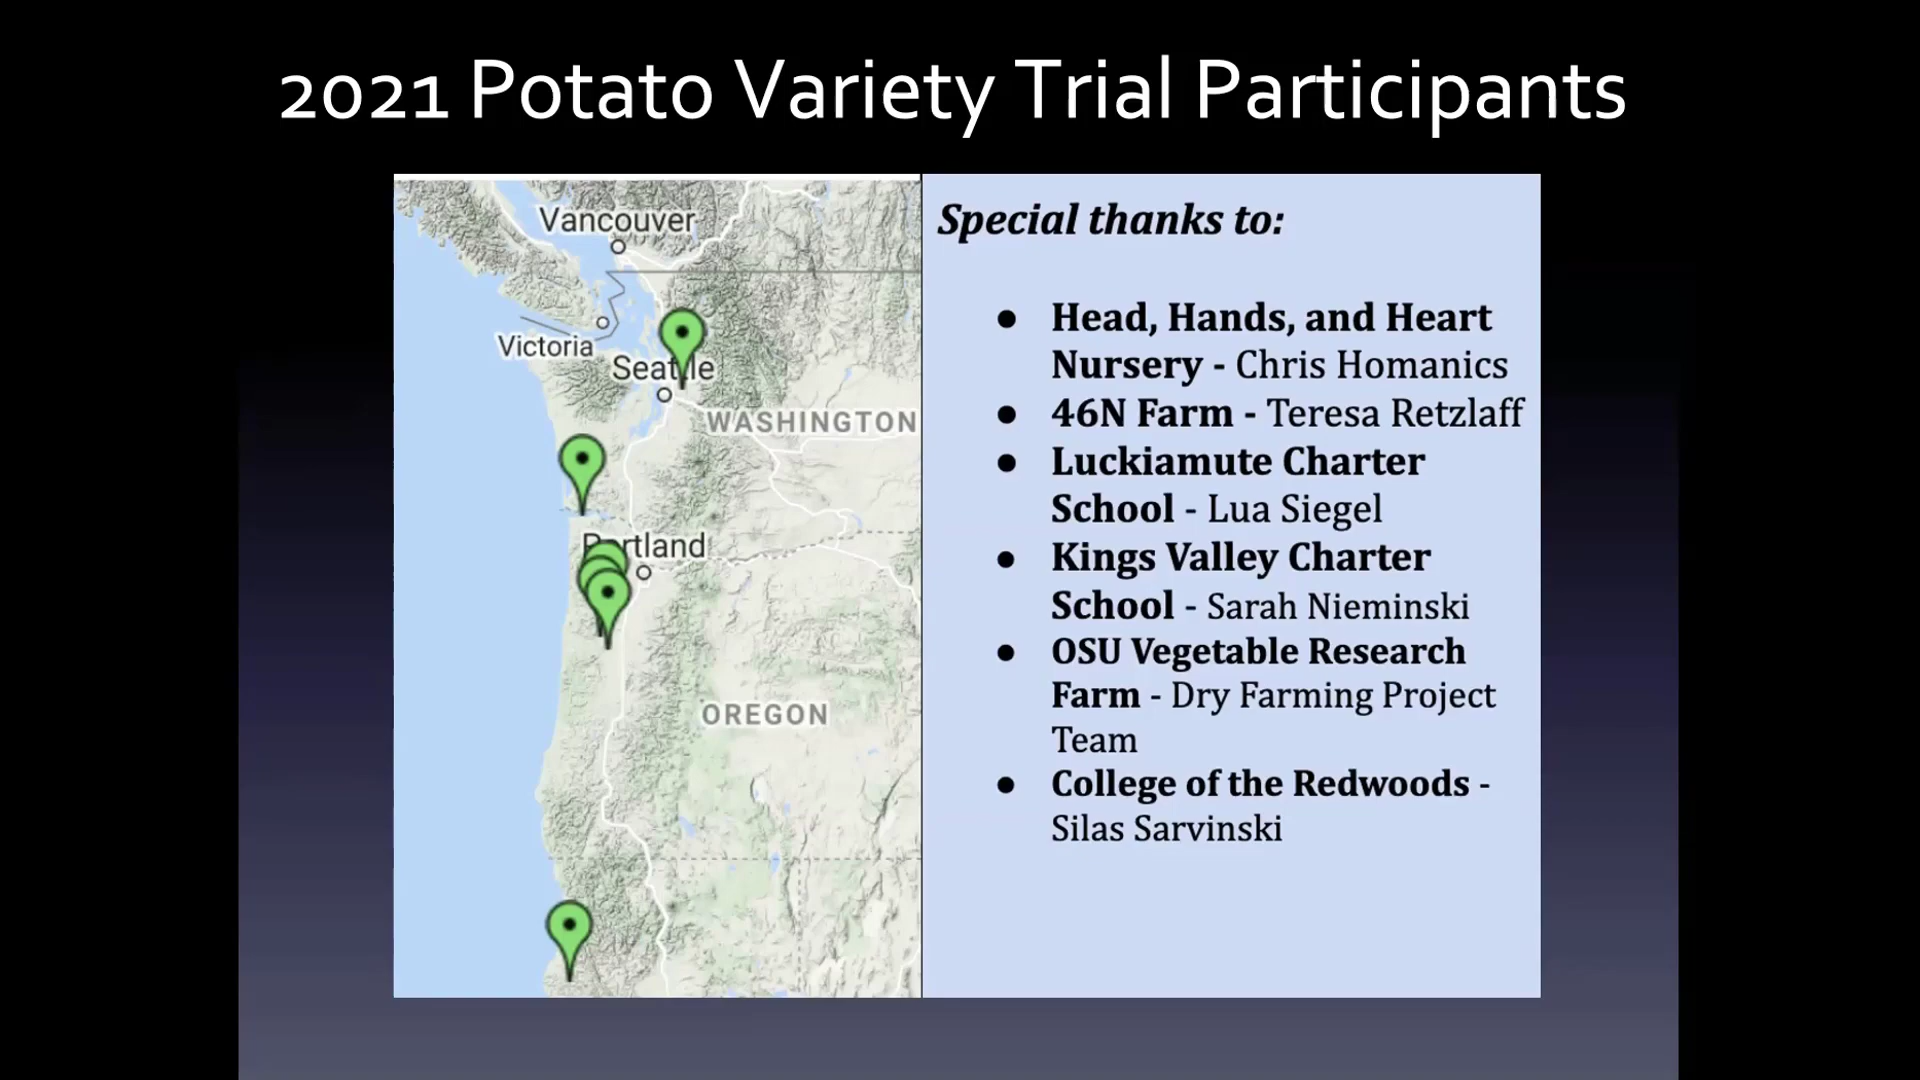 2021 Potato Variety Trial Participants
Vancouver
Victoria
Seattle
WASHINGTON
Portland
OREGON
Special thanks to:
● Head, Hands, and Heart
Nursery - Chris Homanics
● 46N Farm - Teresa Retzlaff
● Luckiamute Charter
School - Lua Siegel
● Kings Valley Charter
School - Sarah Nieminski
● OSU Vegetable Research
Farm - Dry Farming Project
Team
● College of the Redwoods -
Silas Sarvinski